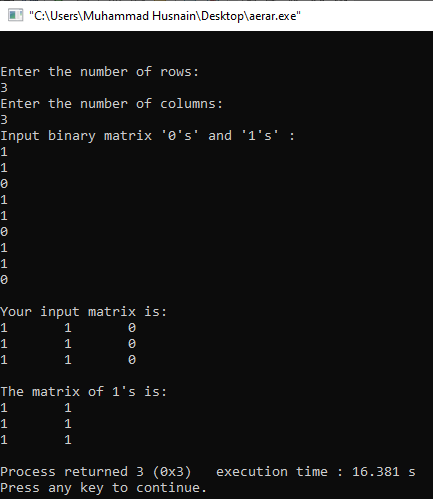 "C:\Users\Muhammad Husnain\Desktop\aerar.exe"
Enter the number of rows:
3
Enter the number of columns:
3
Input binary matrix '0's' and '1's' :
1
1
0
1
1
0
1
1
0
Your input matrix is:
1 1 0
1 1 0
1 1 0
The matrix of 1's is:
1 1
1 1
1 1
Process returned 3 (0x3) execution time : 16.381 s
Press any key to continue.